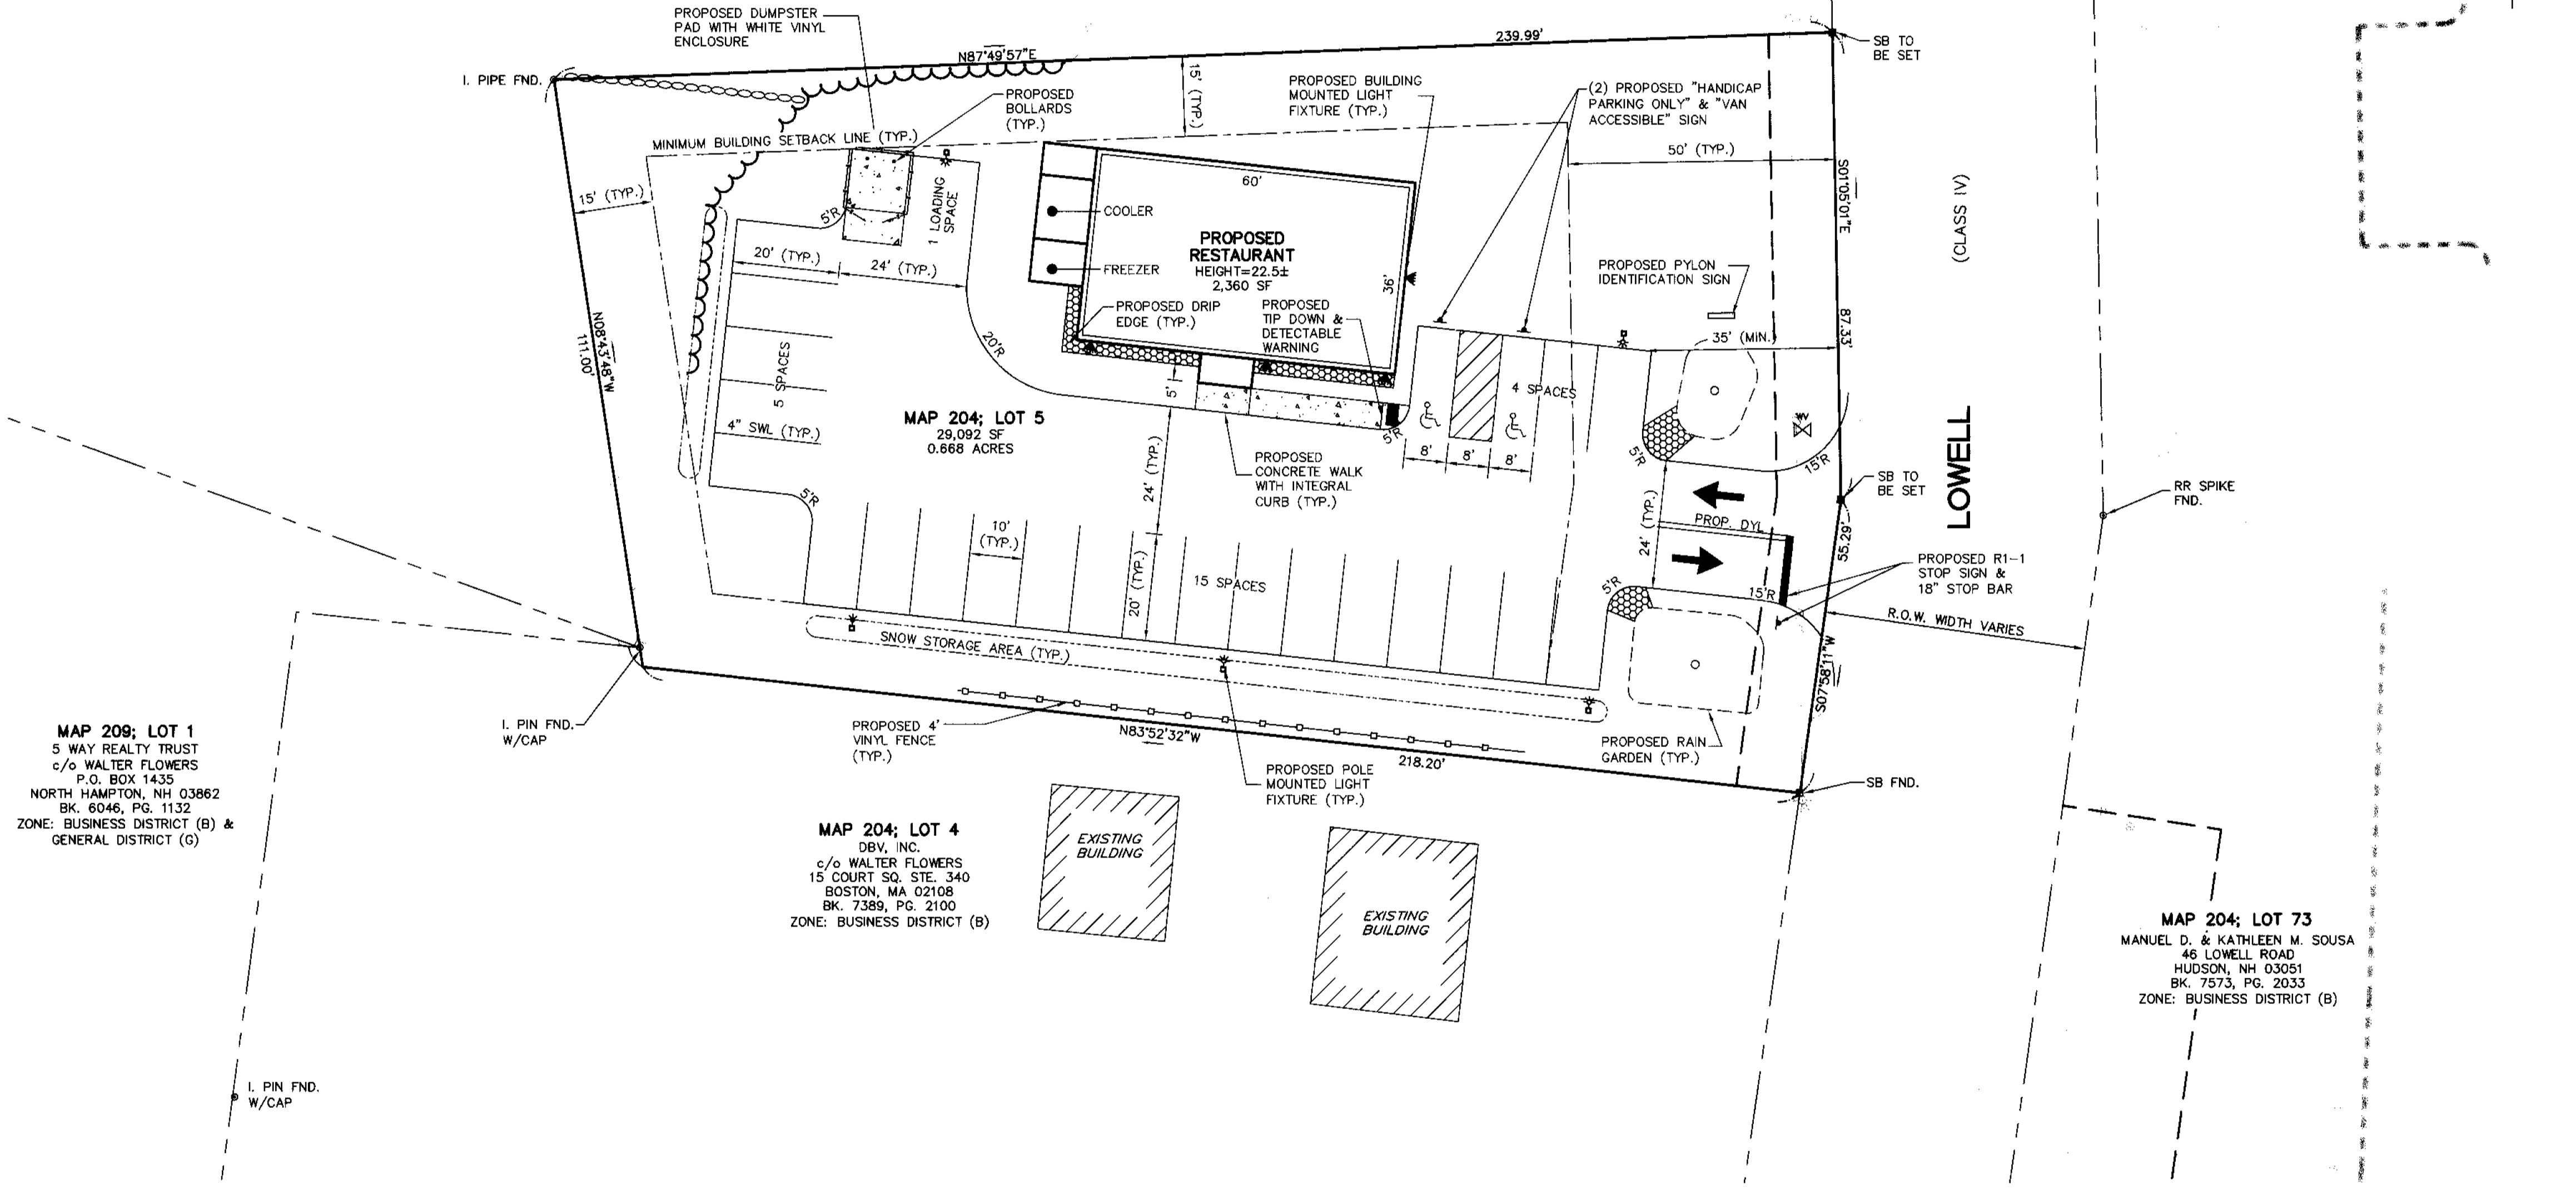 PROPOSED DUMPSTER
PAD WITH WHITE VINYL
ENCLOSURE
N87°49'57"E
239.99'
SB TO
BE SET
I. PIPE FND.
PROPOSED
BOLLARDS
(TYP.)
15' (TYP.)
PROPOSED BUILDING
MOUNTED LIGHT
FIXTURE (TYP.)
(2) PROPOSED "HANDICAP
PARKING ONLY" & "VAN
ACCESSIBLE" SIGN
MINIMUM BUILDING SETBACK LINE (TYP.)
50' (TYP.)
S01°05'01"E
87.33'
15' (TYP.)
5'R
1 LOADING
SPACE
60'
COOLER
PROPOSED
RESTAURANT
HEIGHT=22.5±
2,360 SF
36'
FREEZER
20' (TYP.)
24' (TYP.)
PROPOSED DRIP
EDGE (TYP.)
PROPOSED
TIP DOWN &
DETECTABLE
WARNING
PROPOSED PYLON
IDENTIFICATION SIGN
(CLASS IV)
LOWELL
N08°43'48"W
111.00'
20'R
35' (MIN.)
5 SPACES
4 SPACES
5'
4" SWL (TYP.)
MAP 204; LOT 5
29,092 SF
0.668 ACRES
5'R
8'
8'
8'
5'R
15'R
WV
PROPOSED
CONCRETE WALK
WITH INTEGRAL
CURB (TYP.)
24' (TYP.)
5'R
SB TO
BE SET
RR SPIKE
FND.
10'
(TYP.)
24' (TYP.)
PROP. DYL
55.29'
20' (TYP.)
15 SPACES
5'R
15'R
PROPOSED R1-1
STOP SIGN &
18" STOP BAR
R.O.W. WIDTH VARIES
SNOW STORAGE AREA (TYP.)
S07°58'11"W
I. PIN FND.
W/CAP
PROPOSED 4'
VINYL FENCE
(TYP.)
N83°52'32"W
218.20'
PROPOSED POLE
MOUNTED LIGHT
FIXTURE (TYP.)
PROPOSED RAIN
GARDEN (TYP.)
SB FND.
MAP 209; LOT 1
5 WAY REALTY TRUST
c/o WALTER FLOWERS
P.O. BOX 1435
NORTH HAMPTON, NH 03862
BK. 6046, PG. 1132
ZONE: BUSINESS DISTRICT (B) &
GENERAL DISTRICT (G)
MAP 204; LOT 4
DBV, INC.
c/o WALTER FLOWERS
15 COURT SQ. STE. 340
BOSTON, MA 02108
BK. 7389, PG. 2100
ZONE: BUSINESS DISTRICT (B)
EXISTING
BUILDING
EXISTING
BUILDING
MAP 204; LOT 73
MANUEL D. & KATHLEEN M. SOUSA
46 LOWELL ROAD
HUDSON, NH 03051
BK. 7573, PG. 2033
ZONE: BUSINESS DISTRICT (B)
I. PIN FND.
W/CAP